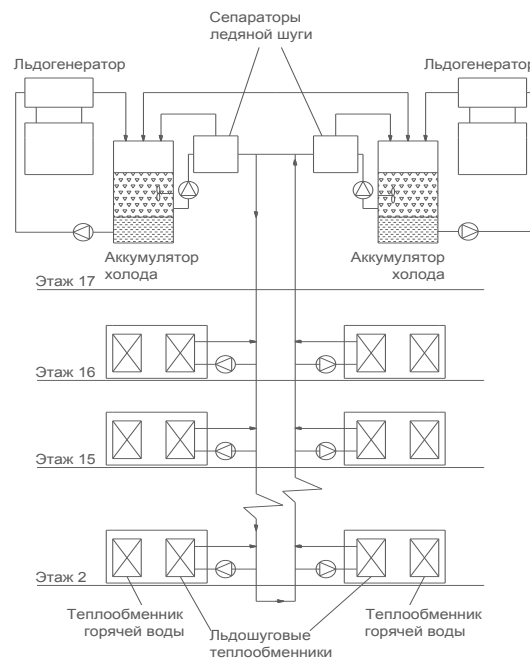 Сепараторы
ледяной шуги
Льдогенератор
Льдогенератор
Аккумулятор
холода
Аккумулятор
холода
Этаж 17
Этаж 16
Этаж 15
Этаж 2
Теплообменник
горячей воды
Льдошуговые
теплообменники
Теплообменник
горячей воды